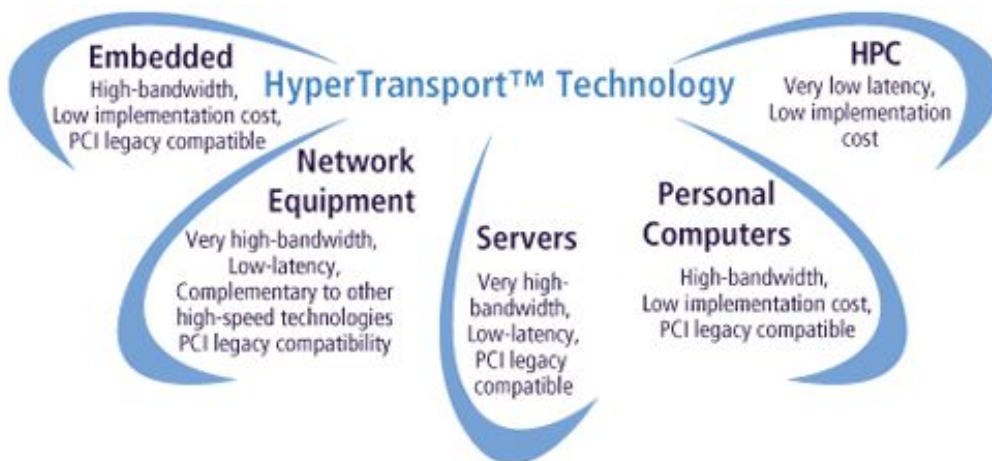 HyperTransport™ Technology
Embedded
High-bandwidth,
Low implementation cost,
PCI legacy compatible
Network
Equipment
Very high-bandwidth,
Low-latency,
Complementary to other
high-speed technologies
PCI legacy compatibility
Servers
Very high-
bandwidth,
Low-latency,
PCI legacy
compatible
Personal
Computers
High-bandwidth,
Low implementation cost,
PCI legacy compatible
HPC
Very low latency,
Low implementation
cost